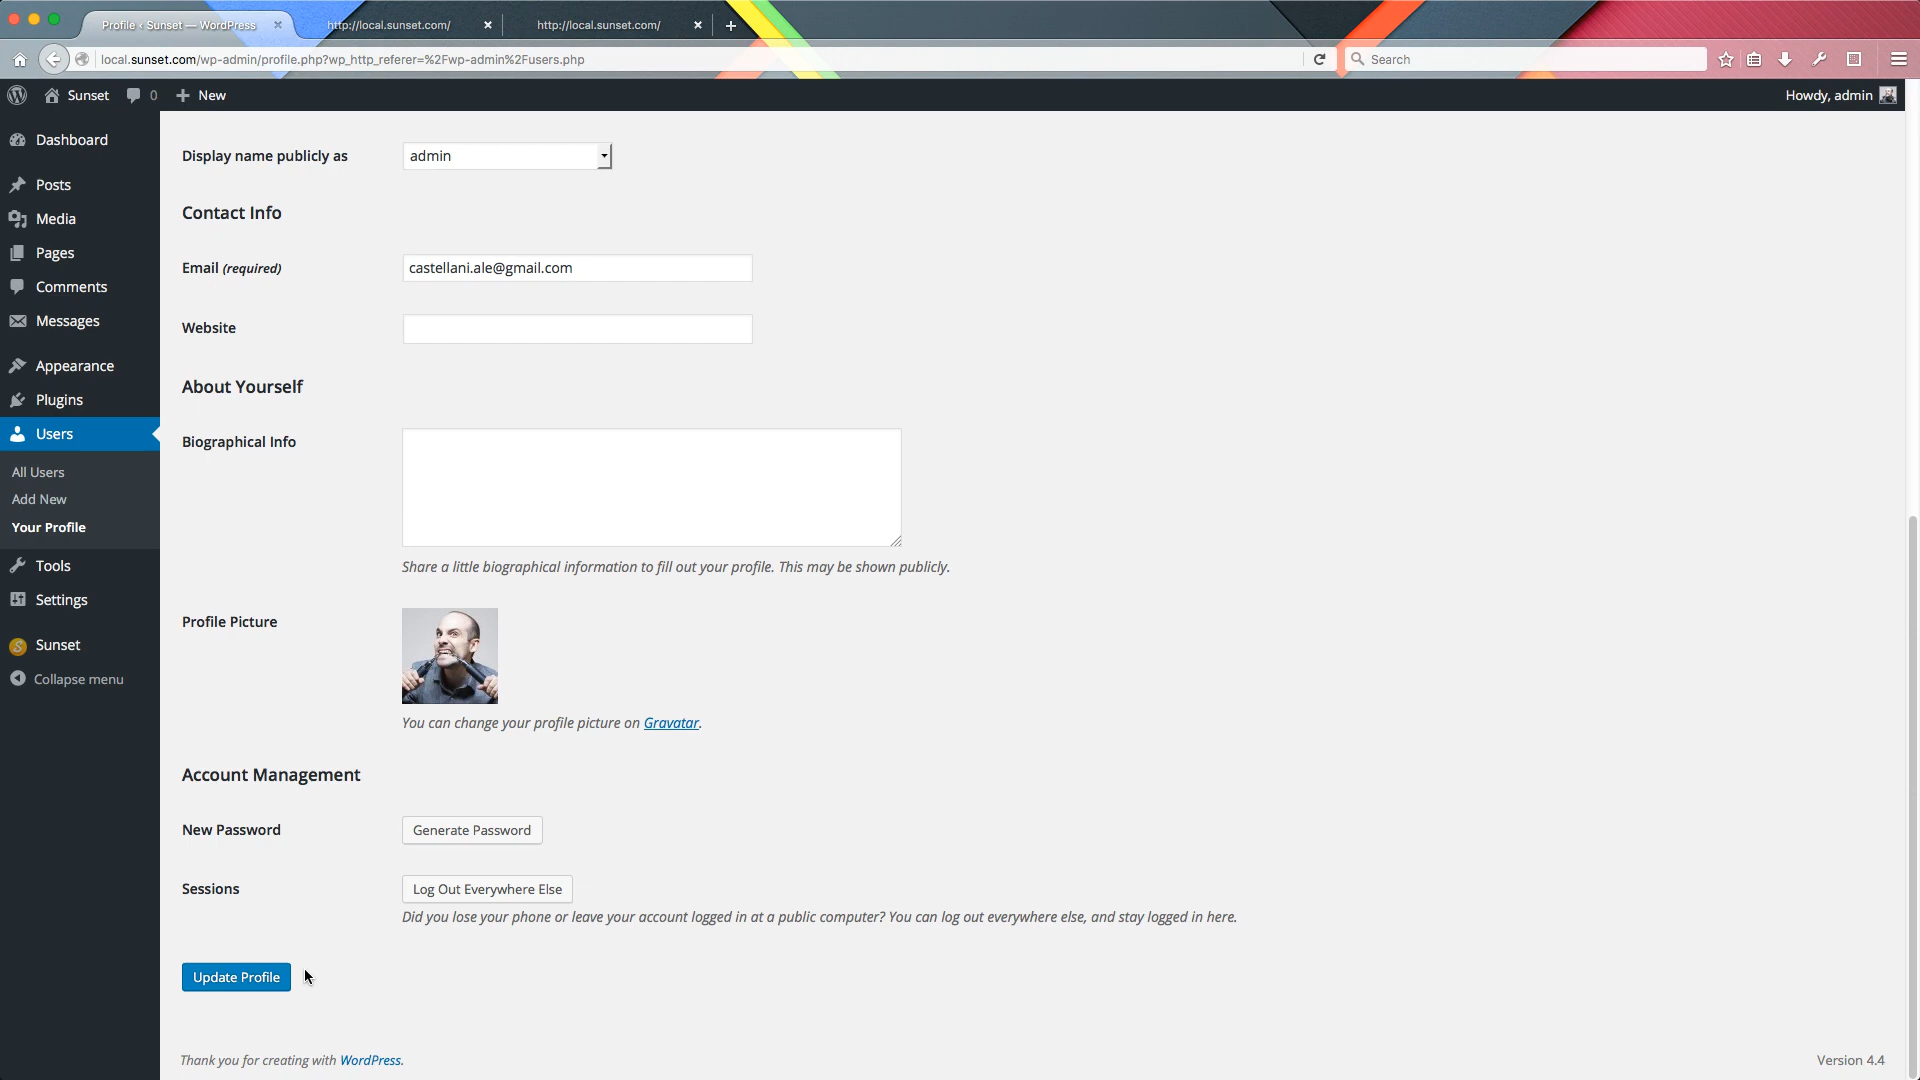 Profile ‹ Sunset — WordPress
http://local.sunset.com/
http://local.sunset.com/
local.sunset.com/wp-admin/profile.php?wp_http_referer=%2Fwp-admin%2Fusers.php
Search
Sunset
0
New
Howdy, admin
Dashboard
Posts
Media
Pages
Comments
Messages
Appearance
Plugins
Users
All Users
Add New
Your Profile
Tools
Settings
Sunset
Collapse menu
Display name publicly as
admin
Contact Info
Email (required)
castellani.ale@gmail.com
Website
About Yourself
Biographical Info
Share a little biographical information to fill out your profile. This may be shown publicly.
Profile Picture
You can change your profile picture on Gravatar.
Account Management
New Password
Generate Password
Sessions
Log Out Everywhere Else
Did you lose your phone or leave your account logged in at a public computer? You can log out everywhere else, and stay logged in here.
Update Profile
Thank you for creating with WordPress.
Version 4.4